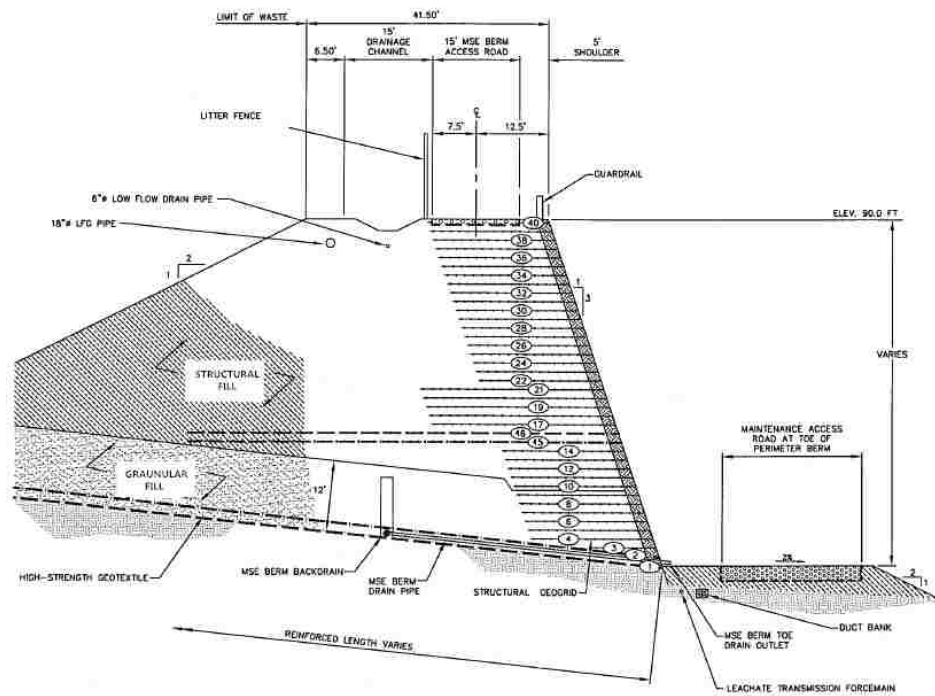 LIMIT OF WASTE
41.50'
6.50'
15'
DRAINAGE
CHANNEL
15' MSE BERM
ACCESS ROAD
5'
SHOULDER
LITTER FENCE
7.5'
12.5'
GUARDRAIL
6"ø LOW FLOW DRAIN PIPE
18"ø LFG PIPE
ELEV. 90.0 FT
2
1
1
3
40
38
36
34
32
30
28
26
24
22
21
19
17
16
15
14
12
10
8
6
4
3
2
1
VARIES
STRUCTURAL
FILL
GRAUNULAR
FILL
12'
MAINTENANCE ACCESS
ROAD AT TOE OF
PERIMETER BERM
2%
2
1
HIGH-STRENGTH GEOTEXTILE
MSE BERM BACKDRAIN
MSE BERM
DRAIN PIPE
STRUCTURAL GEOGRID
REINFORCED LENGTH VARIES
DUCT BANK
MSE BERM TOE
DRAIN OUTLET
LEACHATE TRANSMISSION FORCEMAIN